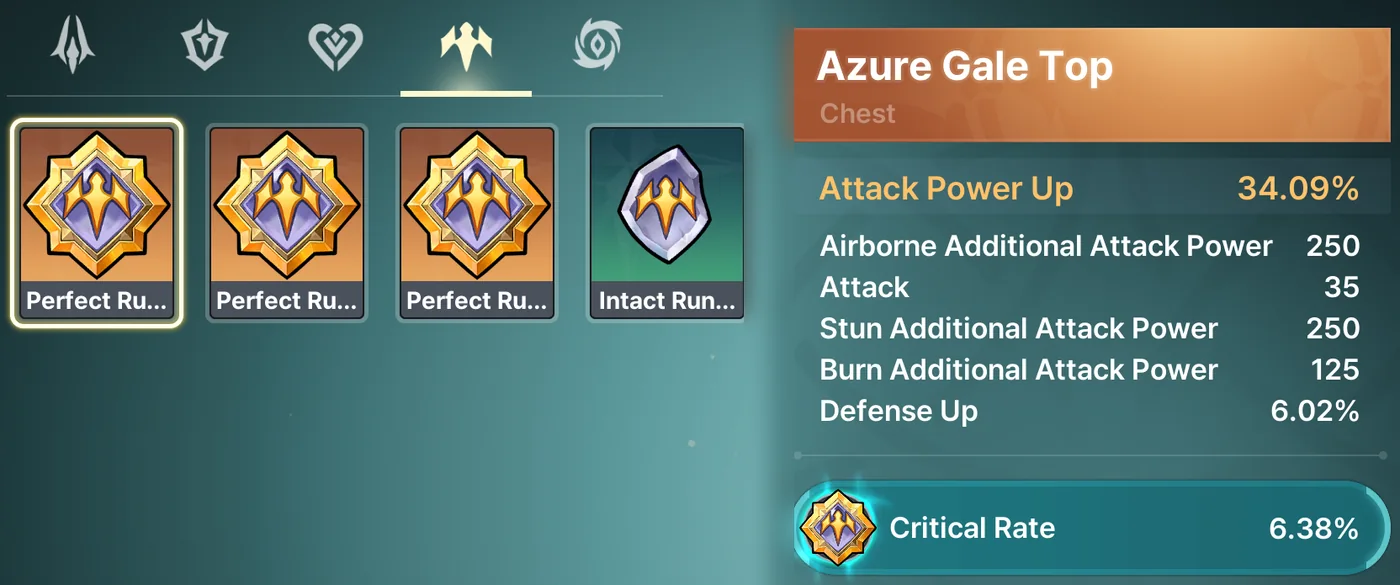 Perfect Ru...
Perfect Ru...
Perfect Ru...
Intact Run...
Azure Gale Top
Chest
Attack Power Up 34.09%
Airborne Additional Attack Power 250
Attack 35
Stun Additional Attack Power 250
Burn Additional Attack Power 125
Defense Up 6.02%
Critical Rate 6.38%